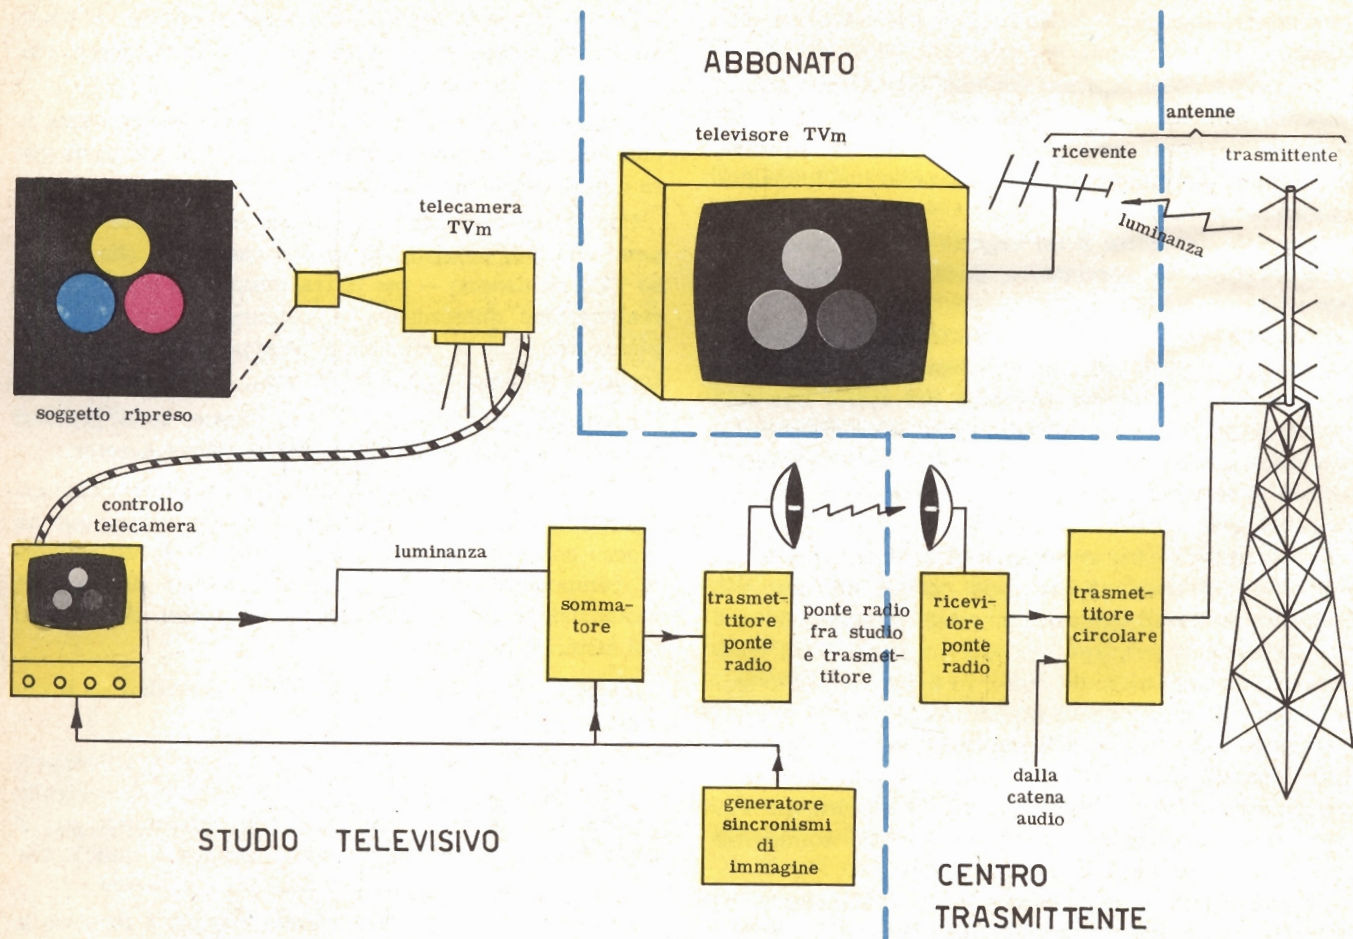 ABBONATO
antenne
televisore TVm
ricevente
trasmittente
luminanza
telecamera
TVm
soggetto ripreso
controllo
telecamera
luminanza
somma-
tore
trasmet-
titore
ponte
radio
ponte radio
fra studio
e trasmet-
titore
ricevi-
tore
ponte
radio
trasmet-
titore
circolare
dalla
catena
audio
generatore
sincronismi
di
immagine
STUDIO TELEVISIVO
CENTRO
TRASMITTENTE